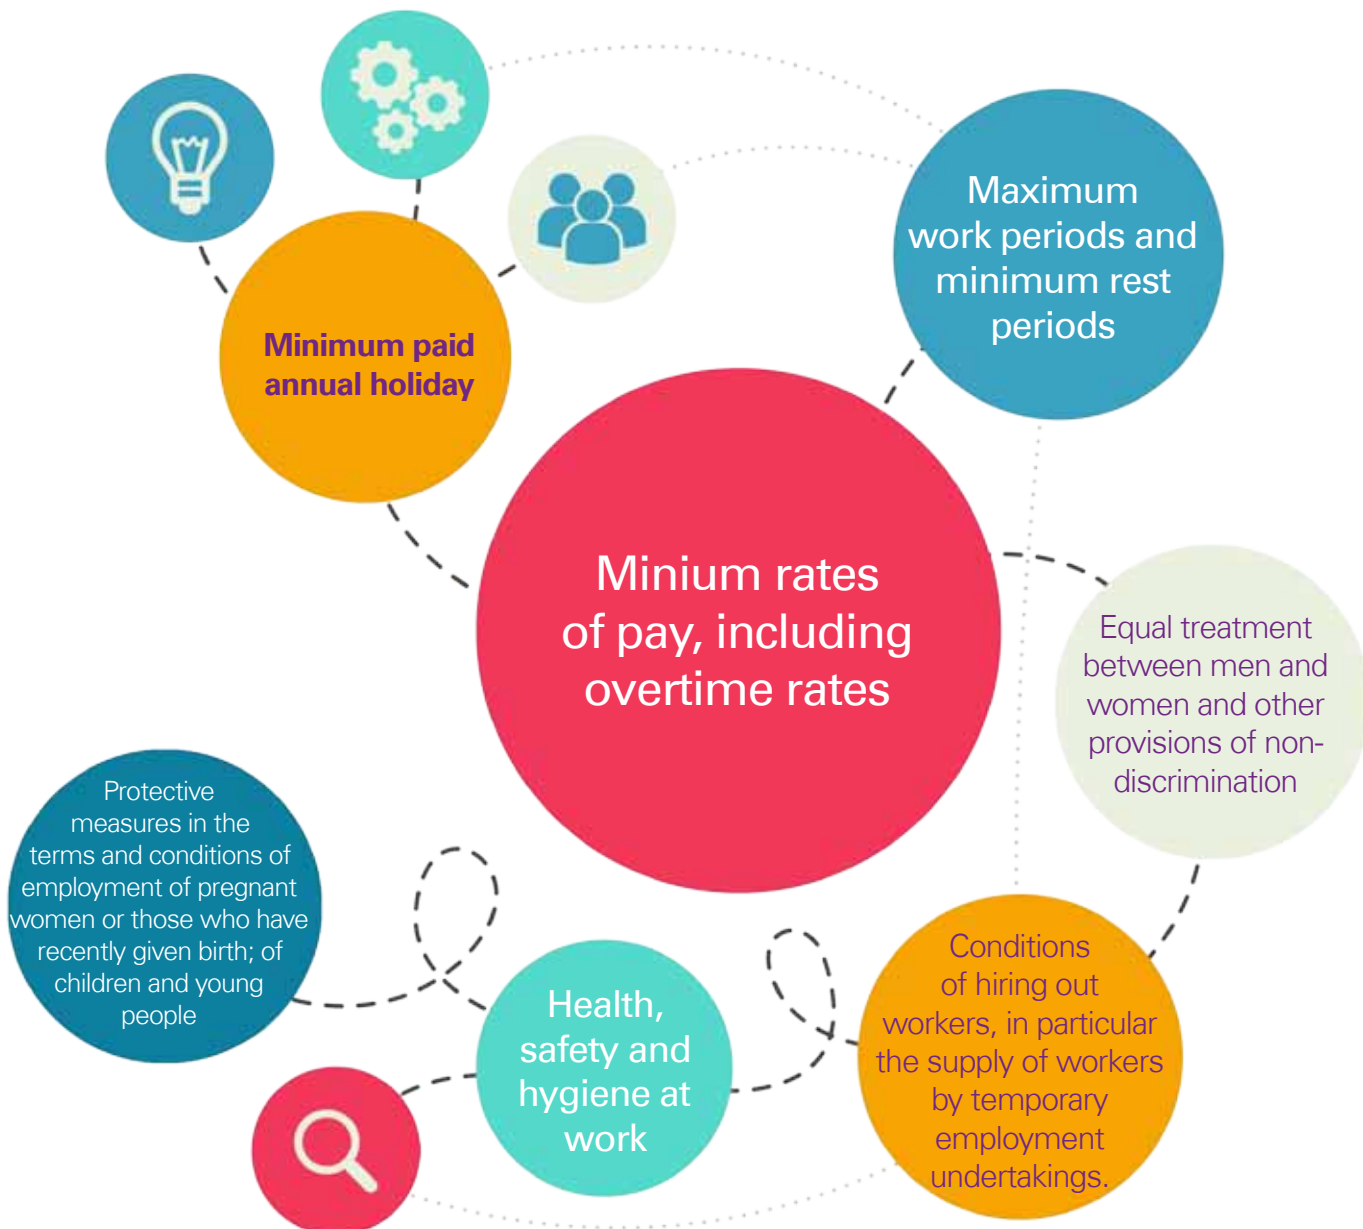 Maximum
work periods and
minimum rest
periods
Minimum paid
annual holiday
Minium rates
of pay, including
overtime rates
Equal treatment
between men and
women and other
provisions of non-
discrimination
Protective
measures in the
terms and conditions of
employment of pregnant
women or those who have
recently given birth; of
children and young
people
Health,
safety and
hygiene at
work
Conditions
of hiring out
workers, in particular
the supply of workers
by temporary
employment
undertakings.